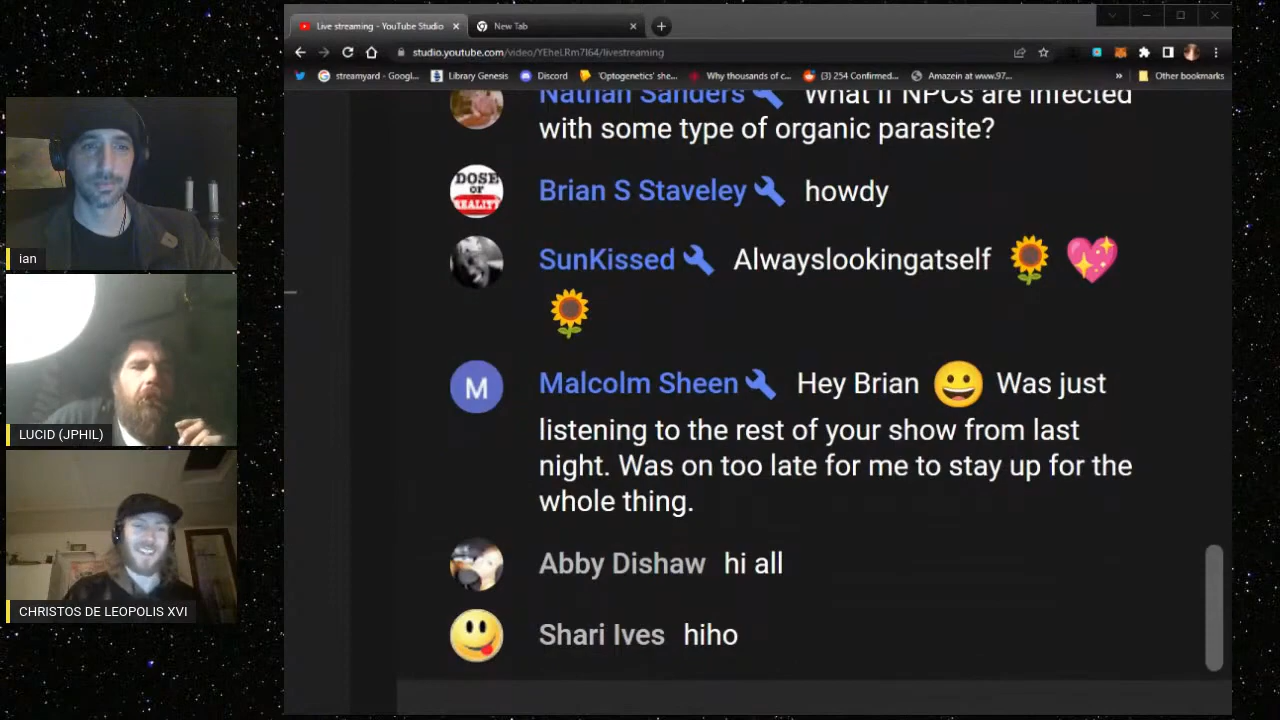 Live streaming - YouTube Studio
New Tab
studio.youtube.com/video/YEheLRm7I64/livestreaming
streamyard - Googl...
Library Genesis
Discord
'Optogenetics' she...
Why thousands of c...
(3) 254 Confirmed...
Amazein at www.97...
»
Other bookmarks
Nathan Sanders What if NPCs are infected
with some type of organic parasite?
DOSE
OF
REALITY
Brian S Staveley howdy
SunKissed Alwayslookingatself 🌻 💖
🌻
M
Malcolm Sheen Hey Brian 😀 Was just
listening to the rest of your show from last
night. Was on too late for me to stay up for the
whole thing.
Abby Dishaw hi all
Shari Ives hiho
ian
LUCID (JPHIL)
CHRISTOS DE LEOPOLIS XVI